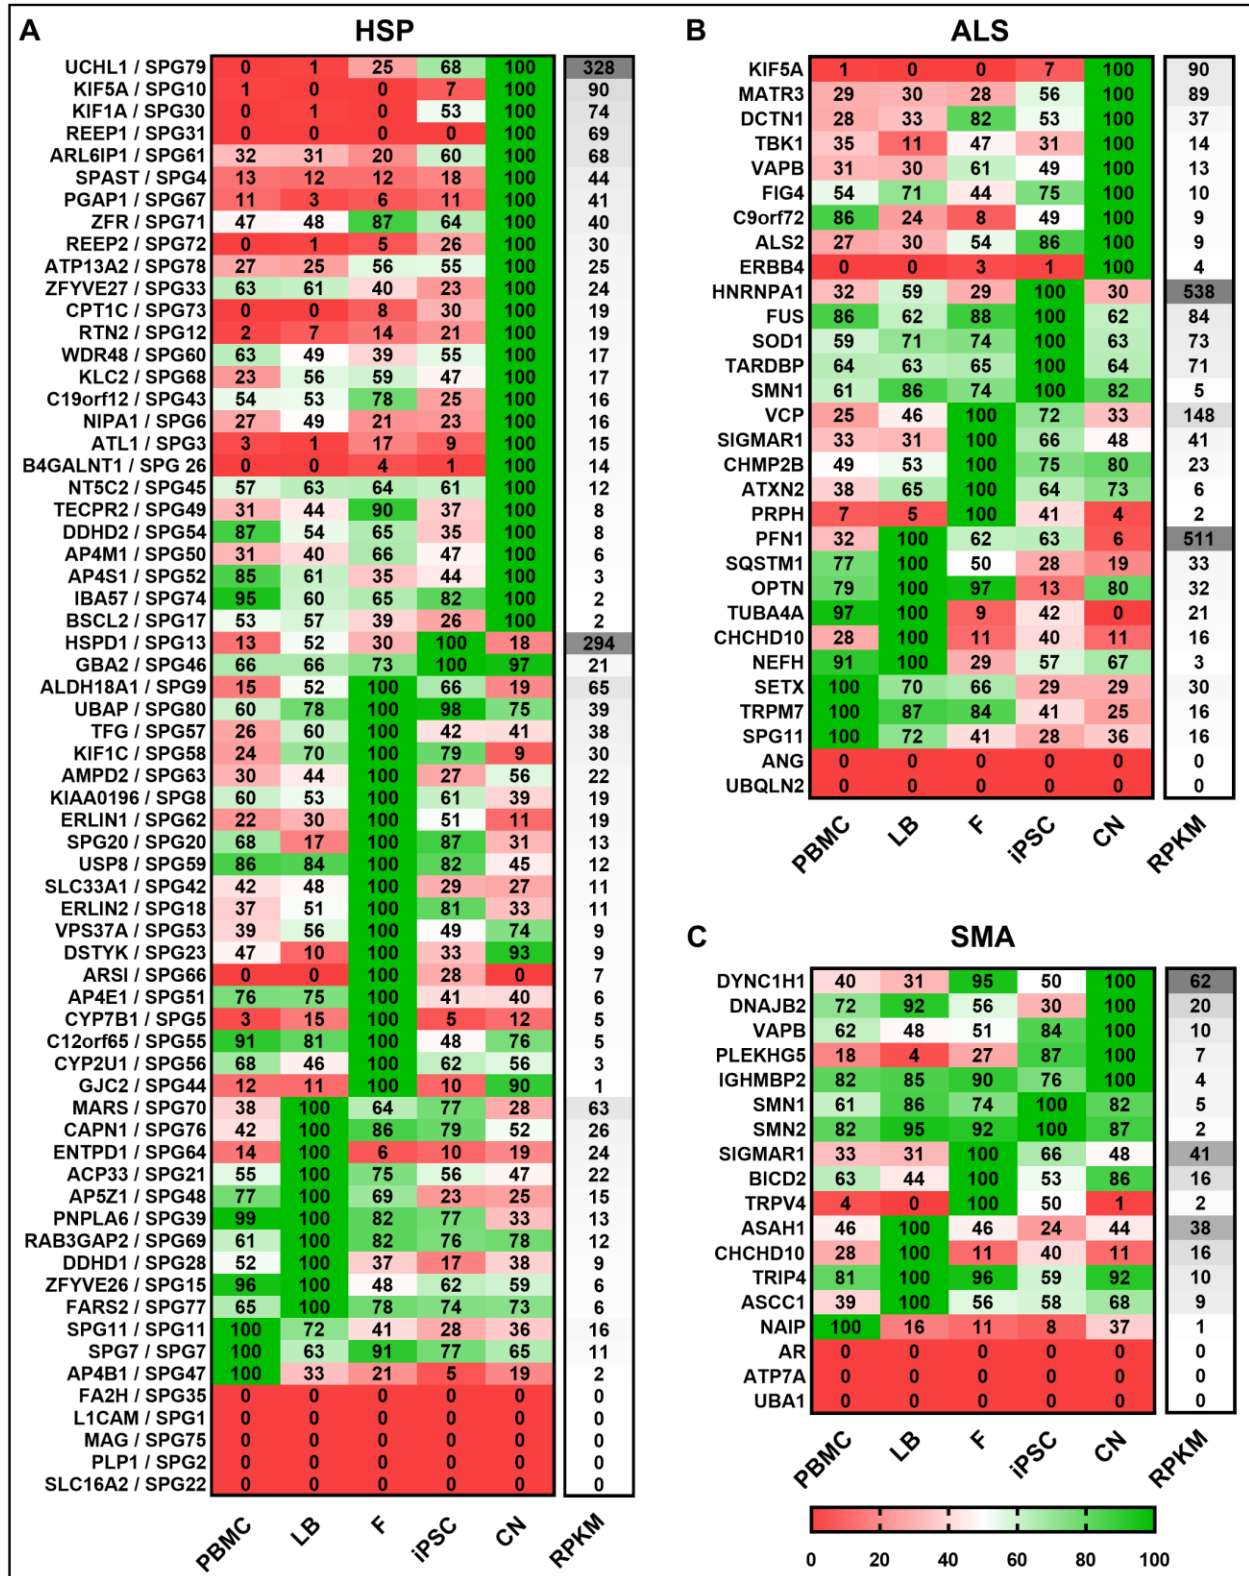 A HSP
UCHL1 / SPG79 0 1 25 68 100 328
KIF5A / SPG10 1 0 0 7 100 90
KIF1A / SPG30 0 1 0 53 100 74
REEP1 / SPG31 0 0 0 0 100 69
ARL6IP1 / SPG61 32 31 20 60 100 68
SPAST / SPG4 13 12 12 18 100 44
PGAP1 / SPG67 11 3 6 11 100 41
ZFR / SPG71 47 48 87 64 100 40
REEP2 / SPG72 0 1 5 26 100 30
ATP13A2 / SPG78 27 25 56 55 100 25
ZFYVE27 / SPG33 63 61 40 23 100 24
CPT1C / SPG73 0 0 8 30 100 19
RTN2 / SPG12 2 7 14 21 100 19
WDR48 / SPG60 63 49 39 55 100 17
KLC2 / SPG68 23 56 59 47 100 17
C19orf12 / SPG43 54 53 78 25 100 16
NIPA1 / SPG6 27 49 21 23 100 16
ATL1 / SPG3 3 1 17 9 100 15
B4GALNT1 / SPG 26 0 0 4 1 100 14
NT5C2 / SPG45 57 63 64 61 100 12
TECPR2 / SPG49 31 44 90 37 100 8
DDHD2 / SPG54 87 54 65 35 100 8
AP4M1 / SPG50 31 40 66 47 100 6
AP4S1 / SPG52 85 61 35 44 100 3
IBA57 / SPG74 95 60 65 82 100 2
BSCL2 / SPG17 53 57 39 26 100 2
HSPD1 / SPG13 13 52 30 100 18 294
GBA2 / SPG46 66 66 73 100 97 21
ALDH18A1 / SPG9 15 52 100 66 19 65
UBAP / SPG80 60 78 100 98 75 39
TFG / SPG57 26 60 100 42 41 38
KIF1C / SPG58 24 70 100 79 9 30
AMPD2 / SPG63 30 44 100 27 56 22
KIAA0196 / SPG8 60 53 100 61 39 19
ERLIN1 / SPG62 22 30 100 51 11 19
SPG20 / SPG20 68 17 100 87 31 13
USP8 / SPG59 86 84 100 82 45 12
SLC33A1 / SPG42 42 48 100 29 27 11
ERLIN2 / SPG18 37 51 100 81 33 11
VPS37A / SPG53 39 56 100 49 74 9
DSTYK / SPG23 47 10 100 33 93 9
ARSI / SPG66 0 0 100 28 0 7
AP4E1 / SPG51 76 75 100 41 40 6
CYP7B1 / SPG5 3 15 100 5 12 5
C12orf65 / SPG55 91 81 100 48 76 5
CYP2U1 / SPG56 68 46 100 62 56 3
GJC2 / SPG44 12 11 100 10 90 1
MARS / SPG70 38 100 64 77 28 63
CAPN1 / SPG76 42 100 86 79 52 26
ENTPD1 / SPG64 14 100 6 10 19 24
ACP33 / SPG21 55 100 75 56 47 22
AP5Z1 / SPG48 77 100 69 23 25 15
PNPLA6 / SPG39 99 100 82 77 33 13
RAB3GAP2 / SPG69 61 100 82 76 78 12
DDHD1 / SPG28 52 100 37 17 38 9
ZFYVE26 / SPG15 96 100 48 62 59 6
FARS2 / SPG77 65 100 78 74 73 6
SPG11 / SPG11 100 72 41 28 36 16
SPG7 / SPG7 100 63 91 77 65 11
AP4B1 / SPG47 100 33 21 5 19 2
FA2H / SPG35 0 0 0 0 0 0
L1CAM / SPG1 0 0 0 0 0 0
MAG / SPG75 0 0 0 0 0 0
PLP1 / SPG2 0 0 0 0 0 0
SLC16A2 / SPG22 0 0 0 0 0 0
PBMC LB F iPSC CN RPKM
B ALS
KIF5A 1 0 0 7 100 90
MATR3 29 30 28 56 100 89
DCTN1 28 33 82 53 100 37
TBK1 35 11 47 31 100 14
VAPB 31 30 61 49 100 13
FIG4 54 71 44 75 100 10
C9orf72 86 24 8 49 100 9
ALS2 27 30 54 86 100 9
ERBB4 0 0 3 1 100 4
HNRNPA1 32 59 29 100 30 538
FUS 86 62 88 100 62 84
SOD1 59 71 74 100 63 73
TARDBP 64 63 65 100 64 71
SMN1 61 86 74 100 82 5
VCP 25 46 100 72 33 148
SIGMAR1 33 31 100 66 48 41
CHMP2B 49 53 100 75 80 23
ATXN2 38 65 100 64 73 6
PRPH 7 5 100 41 4 2
PFN1 32 100 62 63 6 511
SQSTM1 77 100 50 28 19 33
OPTN 79 100 97 13 80 32
TUBA4A 97 100 9 42 0 21
CHCHD10 28 100 11 40 11 16
NEFH 91 100 29 57 67 3
SETX 100 70 66 29 29 30
TRPM7 100 87 84 41 25 16
SPG11 100 72 41 28 36 16
ANG 0 0 0 0 0 0
UBQLN2 0 0 0 0 0 0
PBMC LB F iPSC CN RPKM
C SMA
DYNC1H1 40 31 95 50 100 62
DNAJB2 72 92 56 30 100 20
VAPB 62 48 51 84 100 10
PLEKHG5 18 4 27 87 100 7
IGHMBP2 82 85 90 76 100 4
SMN1 61 86 74 100 82 5
SMN2 82 95 92 100 87 2
SIGMAR1 33 31 100 66 48 41
BICD2 63 44 100 53 86 16
TRPV4 4 0 100 50 1 2
ASAH1 46 100 46 24 44 38
CHCHD10 28 100 11 40 11 16
TRIP4 81 100 96 59 92 10
ASCC1 39 100 56 58 68 9
NAIP 100 16 11 8 37 1
AR 0 0 0 0 0 0
ATP7A 0 0 0 0 0 0
UBA1 0 0 0 0 0 0
PBMC LB F iPSC CN RPKM
0 20 40 60 80 100